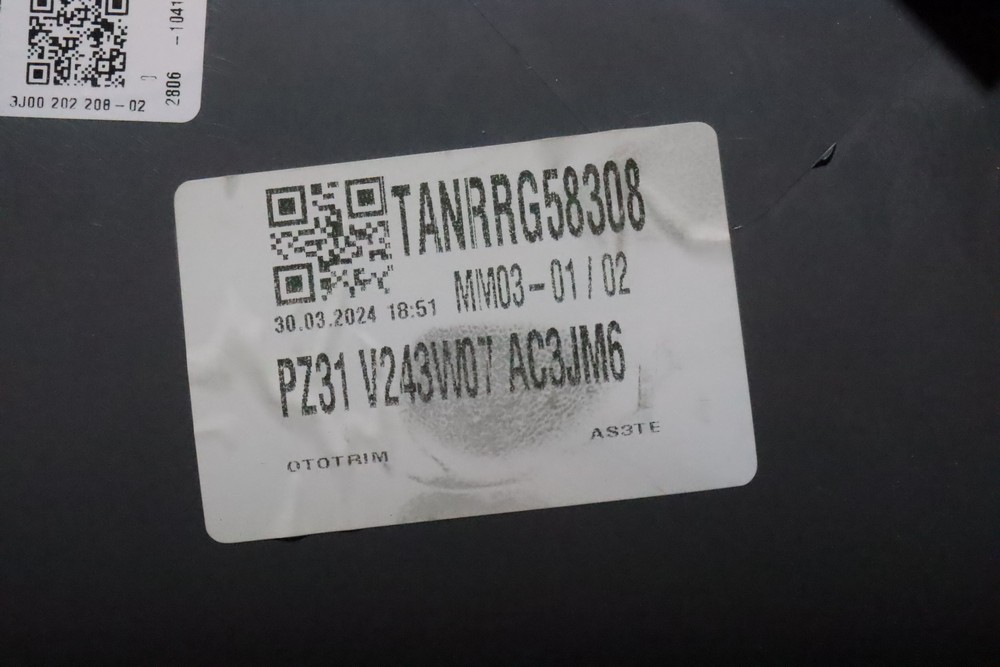 3J00 202 208-02
2806 -1041
TANRRG58308
MM03-01/02
30.03.2024 18:51
PZ31 V243W07 AC3JM6
OTOTRIM
AS3TE